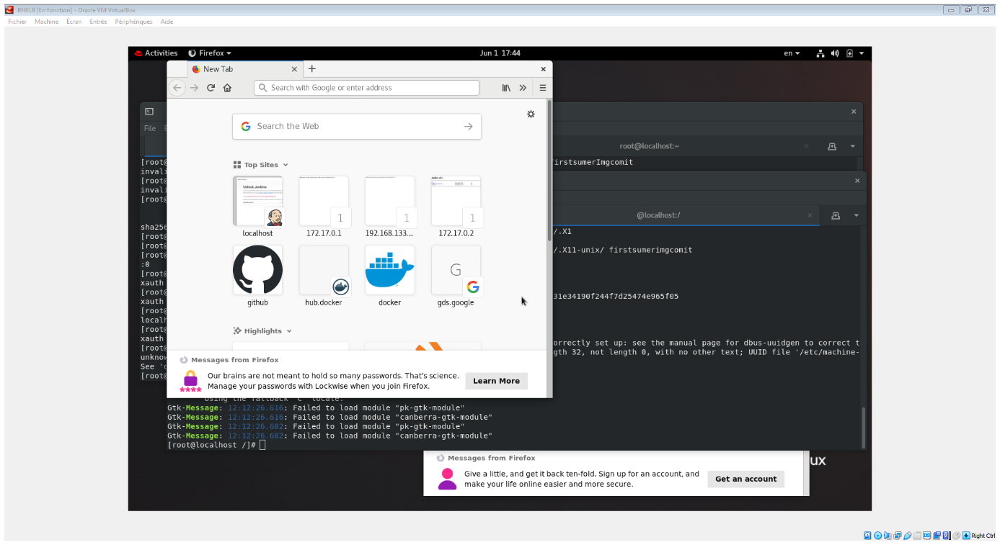 RHEL8 [En fonction] - Oracle VM VirtualBox
Fichier Machine Écran Entrée Périphériques Aide
Activities Firefox Jun 1 17:44 en
New Tab
Search with Google or enter address
File
root@localhost:~
Search the Web
[root@
irstsumerImgcomit
invali
[root@
invali
[root@
Top Sites
@localhost:/
localhost 172.17.0.1 192.168.133.... 172.17.0.2
1 1 1
sha256
[root@
[root@
[root@
:0
[root@
xauth
[root@
xauth
[root@
localh
[root@
xauth
[root@
unknow
See 'd
[root@
/.X1
/.X11-unix/ firstsumerimgcomit
Unlock Jenkins
G
github hub.docker docker gds.google
31e34190f244f7d25474e965f05
Highlights
orrectly set up: see the manual page for dbus-uuidgen to correct t
gth 32, not length 0, with no other text; UUID file '/etc/machine-
Messages from Firefox
Our brains are not meant to hold so many passwords. That's science.
Manage your passwords with Lockwise when you join Firefox.
Learn More
****
Using the fallback 'C' locale.
Gtk-Message: 12:12:26.616: Failed to load module "pk-gtk-module"
Gtk-Message: 12:12:26.616: Failed to load module "canberra-gtk-module"
Gtk-Message: 12:12:26.682: Failed to load module "pk-gtk-module"
Gtk-Message: 12:12:26.682: Failed to load module "canberra-gtk-module"
[root@localhost /]#
Messages from Firefox
Give a little, and get it back ten-fold. Sign up for an account, and
make your life online easier and more secure.
Get an account
ux
Right Ctrl